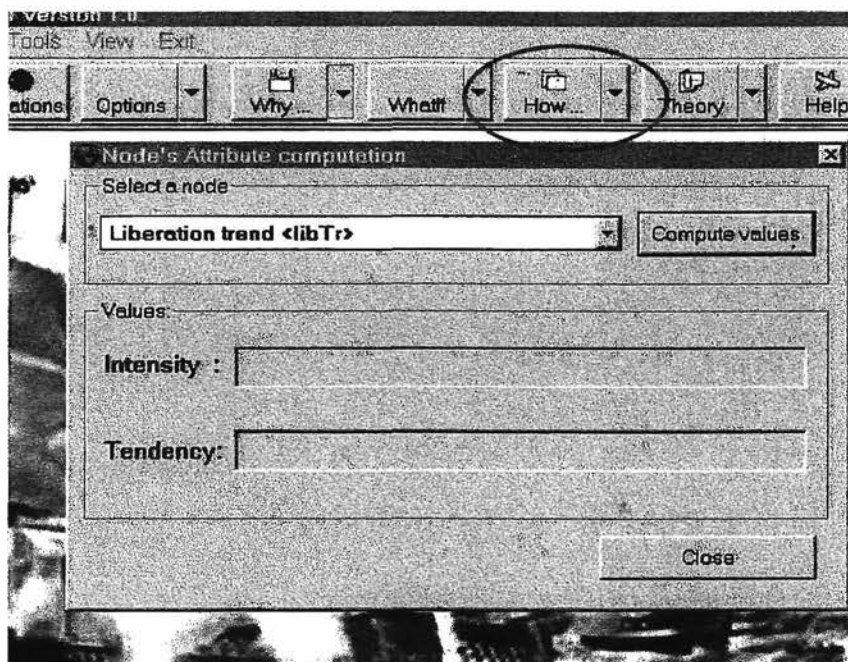 Version 1.0
Tools View Exit
ations Options Why... WhatIf How... Theory Help
Node's Attribute computation
Select a node
Liberation trend <libTr>
Compute values
Values:
Intensity :
Tendency:
Close